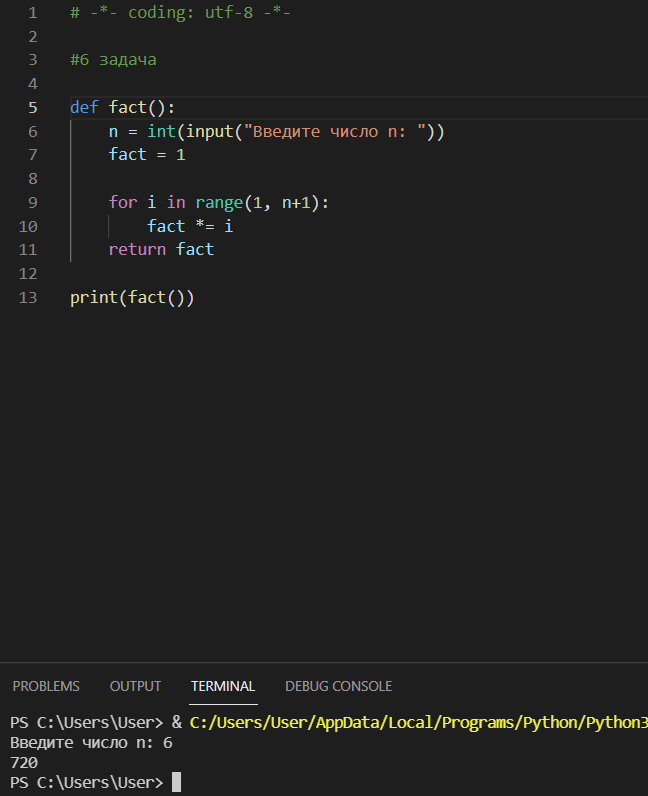 1 # -*- coding: utf-8 -*-
2
3 #6 задача
4
5 def fact():
6     n = int(input("Введите число n: "))
7     fact = 1
8
9     for i in range(1, n+1):
10         fact *= i
11     return fact
12
13 print(fact())
PROBLEMS OUTPUT TERMINAL DEBUG CONSOLE
PS C:\Users\User> & C:/Users/User/AppData/Local/Programs/Python/Python3
Введите число n: 6
720
PS C:\Users\User>